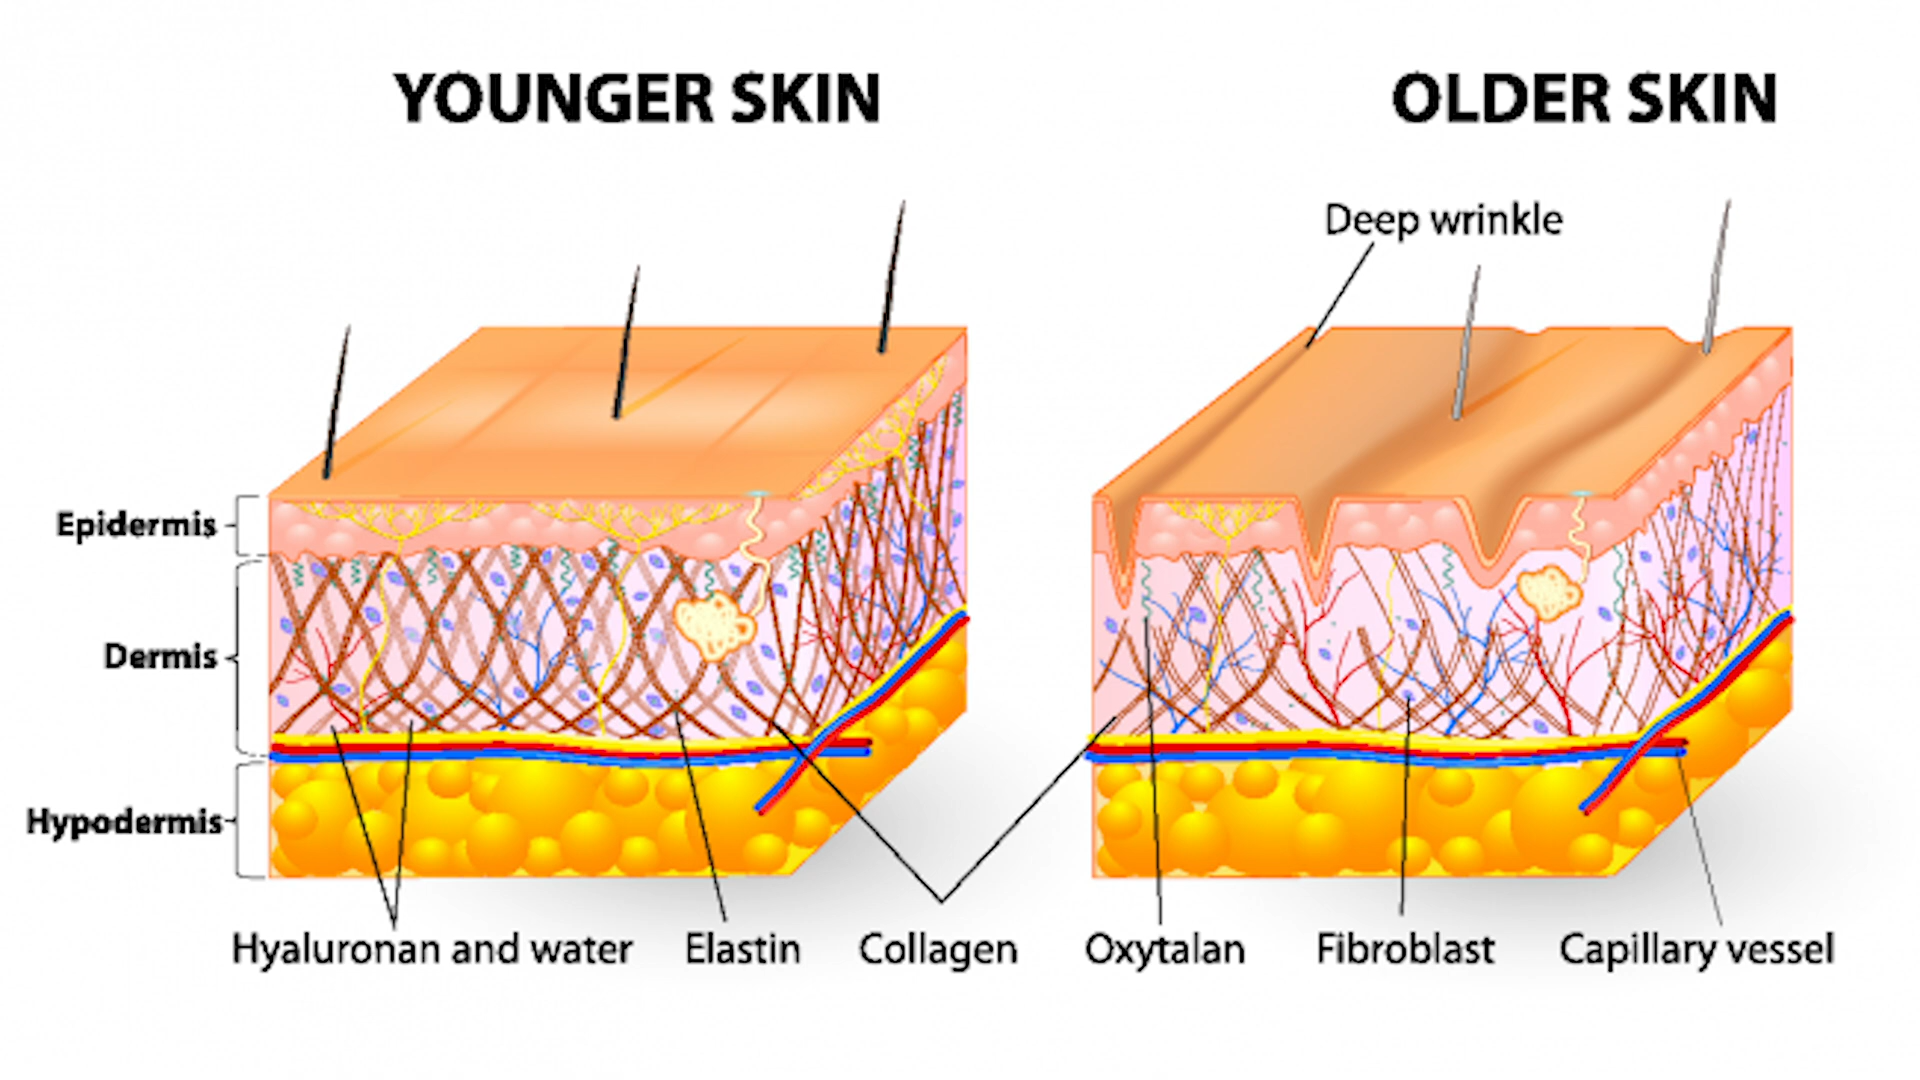 YOUNGER SKIN
OLDER SKIN
Deep wrinkle
Epidermis
Dermis
Hypodermis
Hyaluronan and water
Elastin
Collagen
Oxytalan
Fibroblast
Capillary vessel